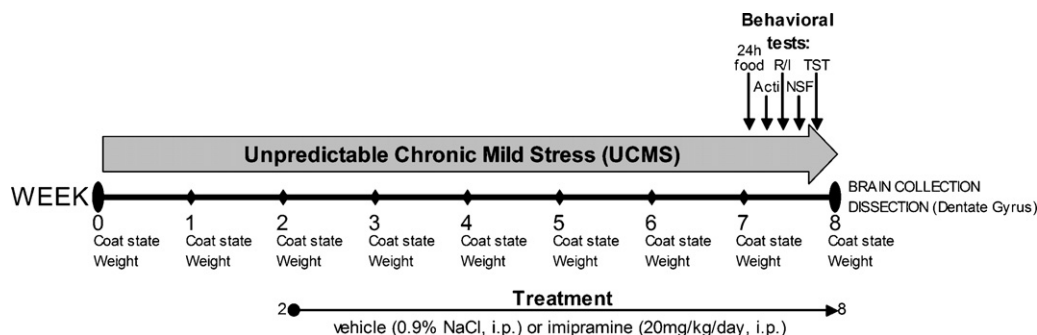 Behavioral
tests:
24h
food
R/I
TST
Acti
NSF
Unpredictable Chronic Mild Stress (UCMS)
WEEK
0
1
2
3
4
5
6
7
8
BRAIN COLLECTION
DISSECTION (Dentate Gyrus)
Coat state
Weight
Coat state
Weight
Coat state
Weight
Coat state
Weight
Coat state
Weight
Coat state
Weight
Coat state
Weight
Coat state
Weight
Coat state
Weight
Treatment
2
8
vehicle (0.9% NaCl, i.p.) or imipramine (20mg/kg/day, i.p.)